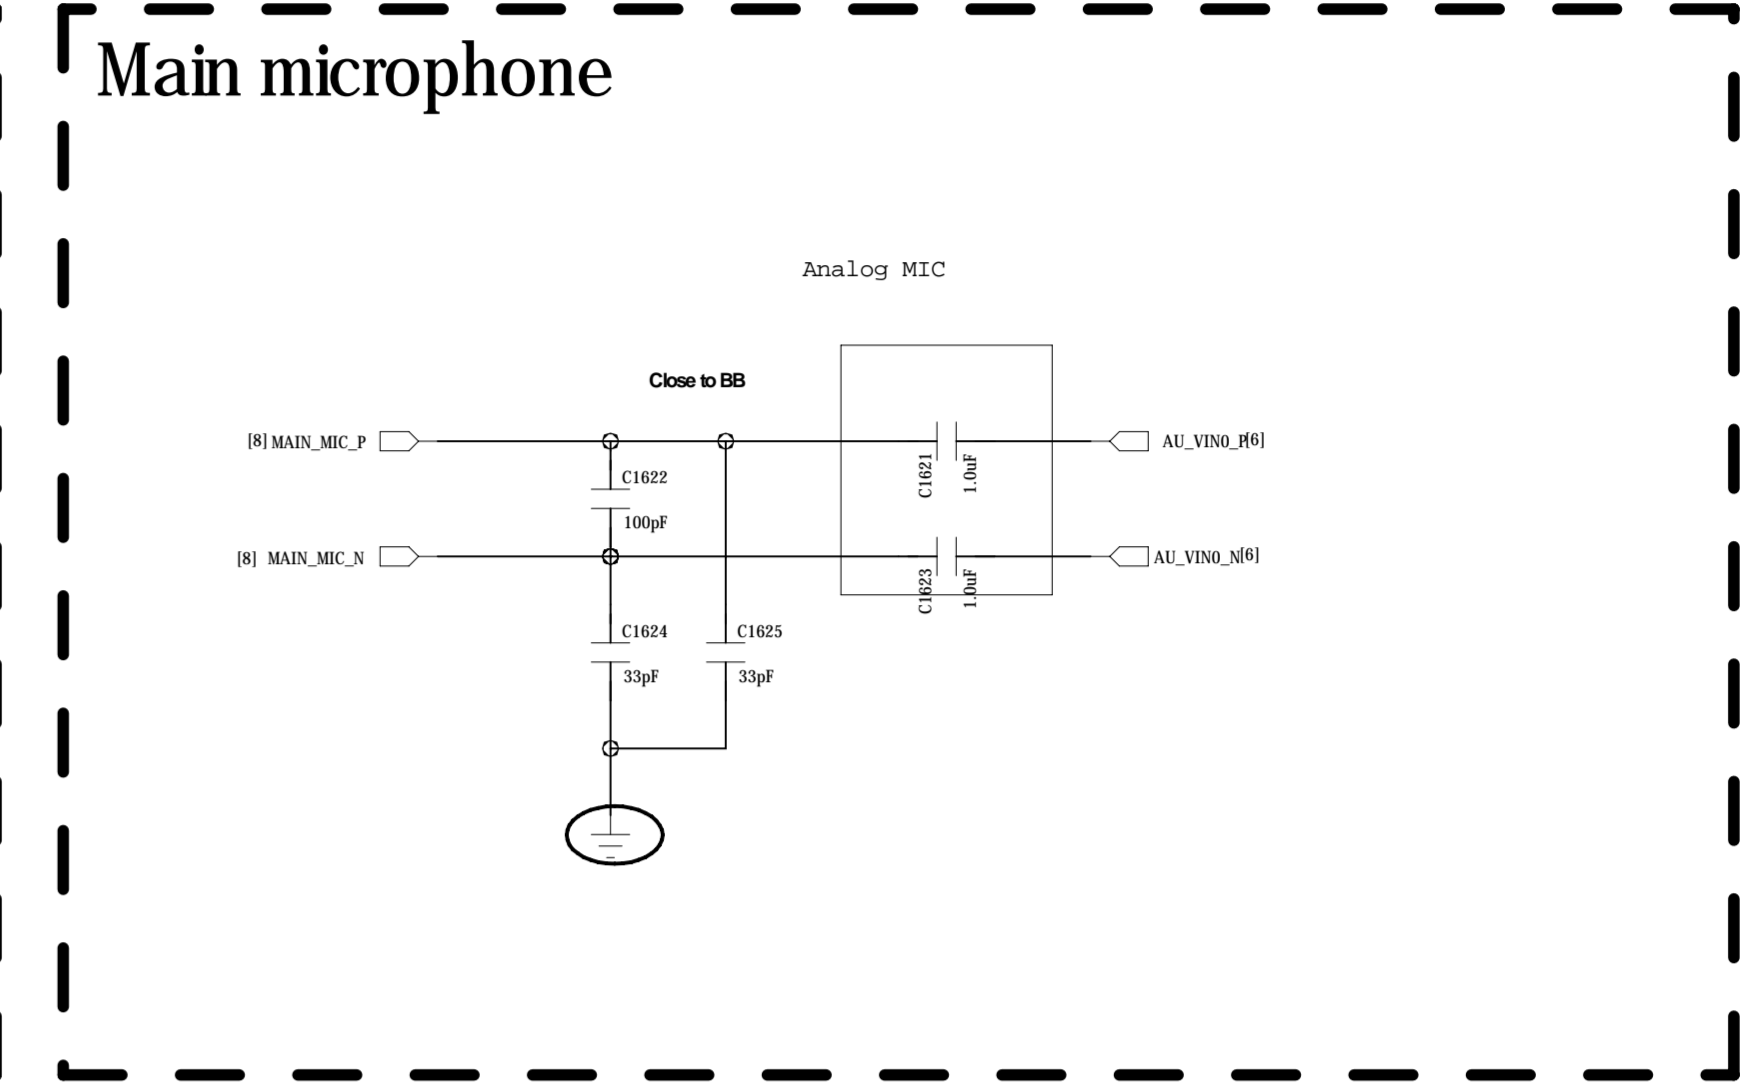 Main microphone
Analog MIC
Close to BB
[8] MAIN_MIC_P
AU_VIN0_P[6]
C1621
1.0uF
C1622
100pF
[8] MAIN_MIC_N
AU_VIN0_N[6]
C1623
1.0uF
C1624
C1625
33pF
33pF